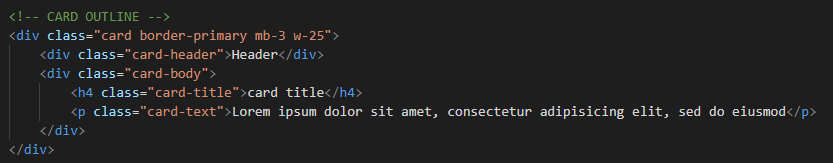 <!-- CARD OUTLINE -->
<div class="card border-primary mb-3 w-25">
    <div class="card-header">Header</div>
    <div class="card-body">
        <h4 class="card-title">card title</h4>
        <p class="card-text">Lorem ipsum dolor sit amet, consectetur adipisicing elit, sed do eiusmod</p>
    </div>
</div>